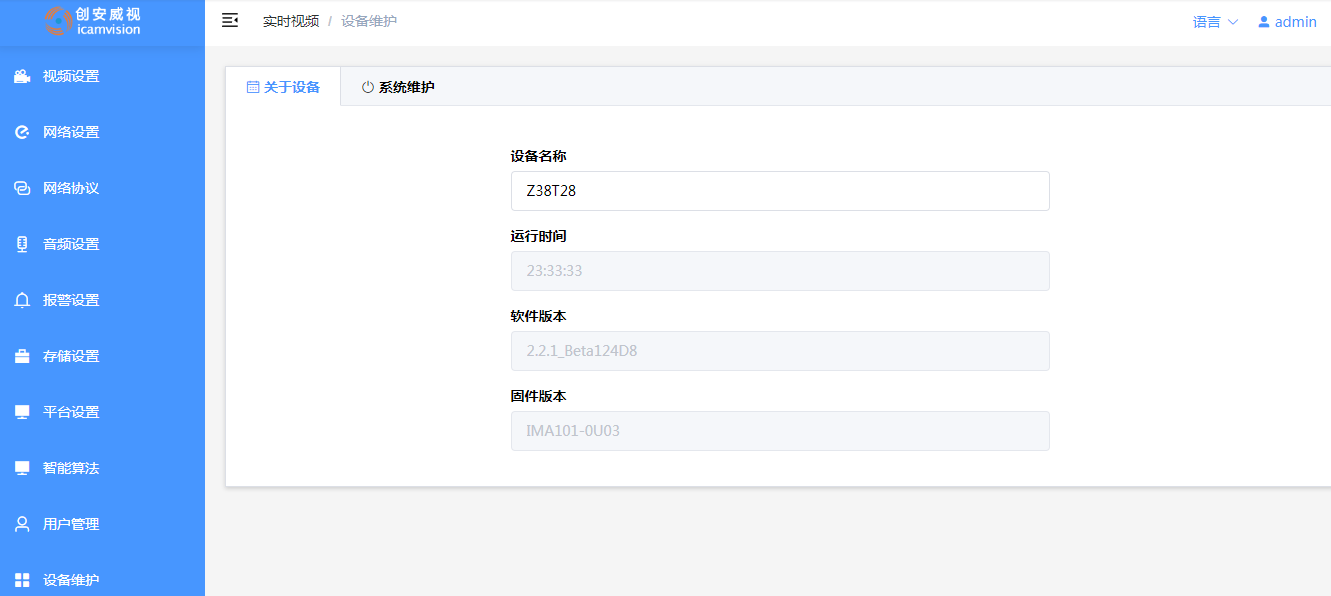 创安威视
icamvision
实时视频 / 设备维护
语言
admin
视频设置
网络设置
网络协议
音频设置
报警设置
存储设置
平台设置
智能算法
用户管理
设备维护
关于设备
系统维护
设备名称
Z38T28
运行时间
23:33:33
软件版本
2.2.1_Beta124D8
固件版本
IMA101-0U03